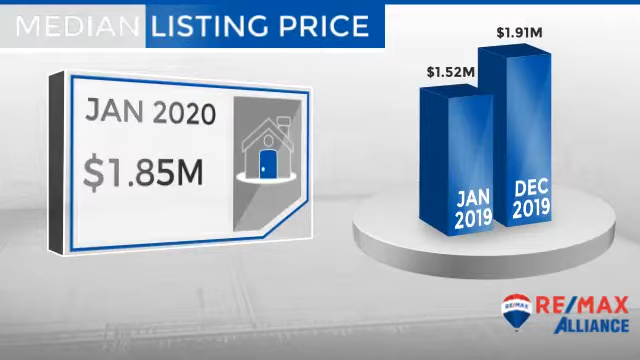 MEDIAN LISTING PRICE
JAN 2020
$1.85M
$1.52M
$1.91M
JAN
2019
DEC
2019
RE/MAX
RE/MAX
ALLIANCE